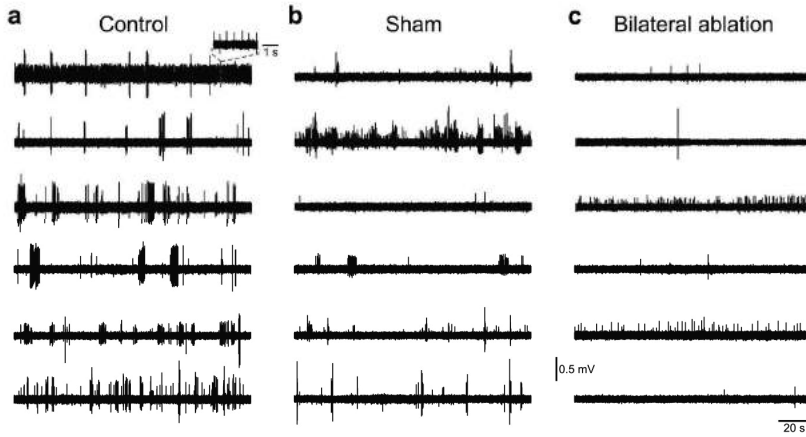 a
Control
1 s
b
Sham
c
Bilateral ablation
0.5 mV
20 s